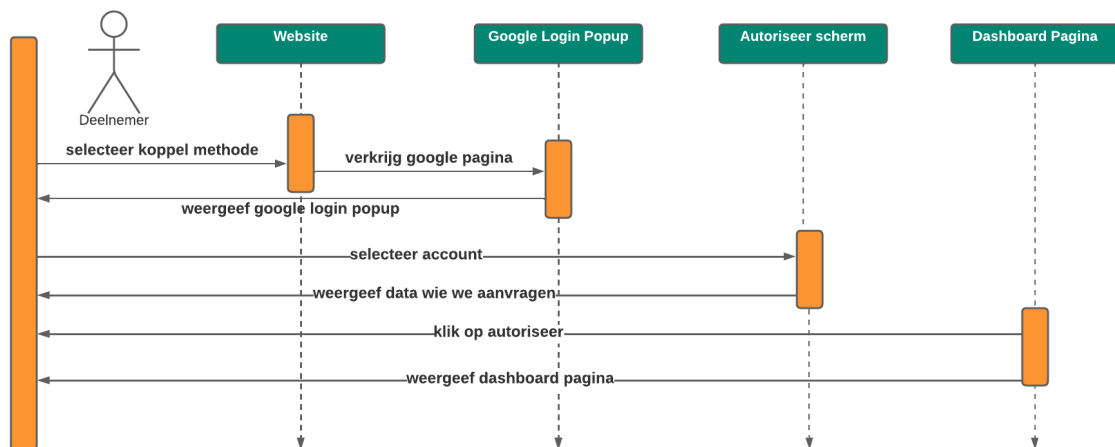 Website
Google Login Popup
Autoriseer scherm
Dashboard Pagina
Deelnemer
selecteer koppel methode
verkrijg google pagina
weergeef google login popup
selecteer account
weergeef data wie we aanvragen
klik op autoriseer
weergeef dashboard pagina